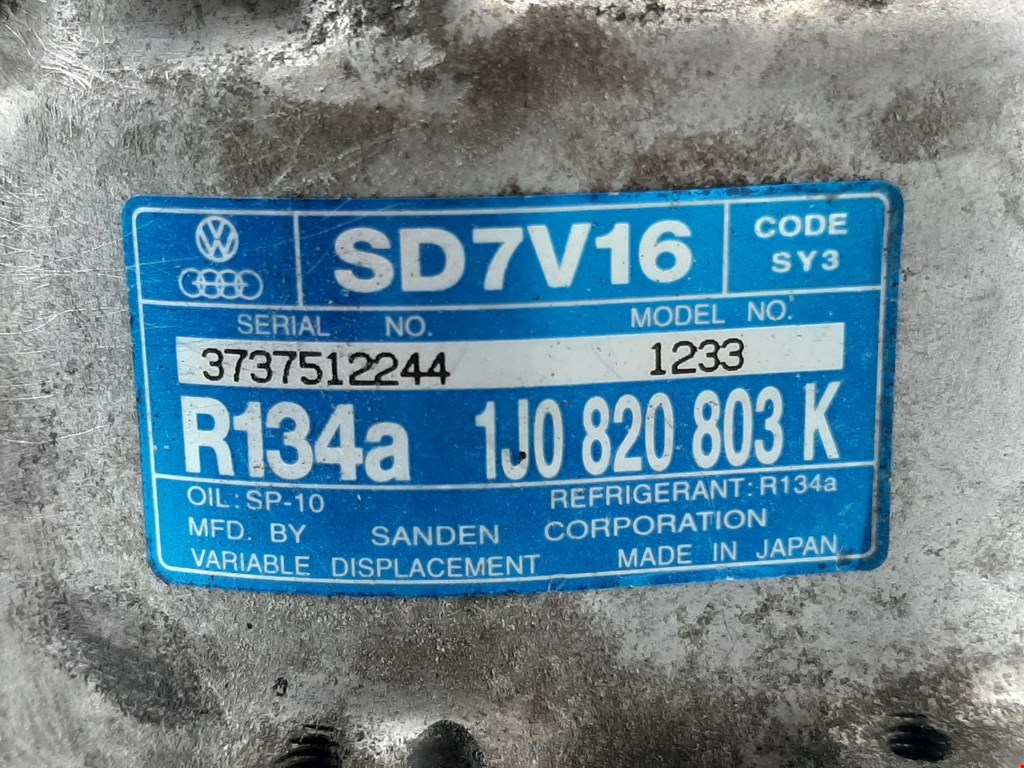 SD7V16
CODE
SY3
SERIAL NO. MODEL NO.
3737512244 1233
R134a 1J0 820 803 K
OIL: SP-10 REFRIGERANT: R134a
MFD. BY SANDEN CORPORATION
VARIABLE DISPLACEMENT MADE IN JAPAN